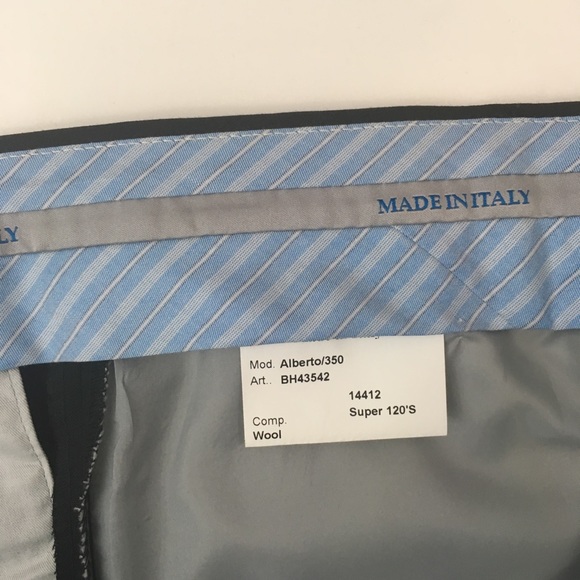 LY
MADE IN ITALY
Mod. Alberto/350
Art.. BH43542
14412
Super 120'S
Comp.
Wool